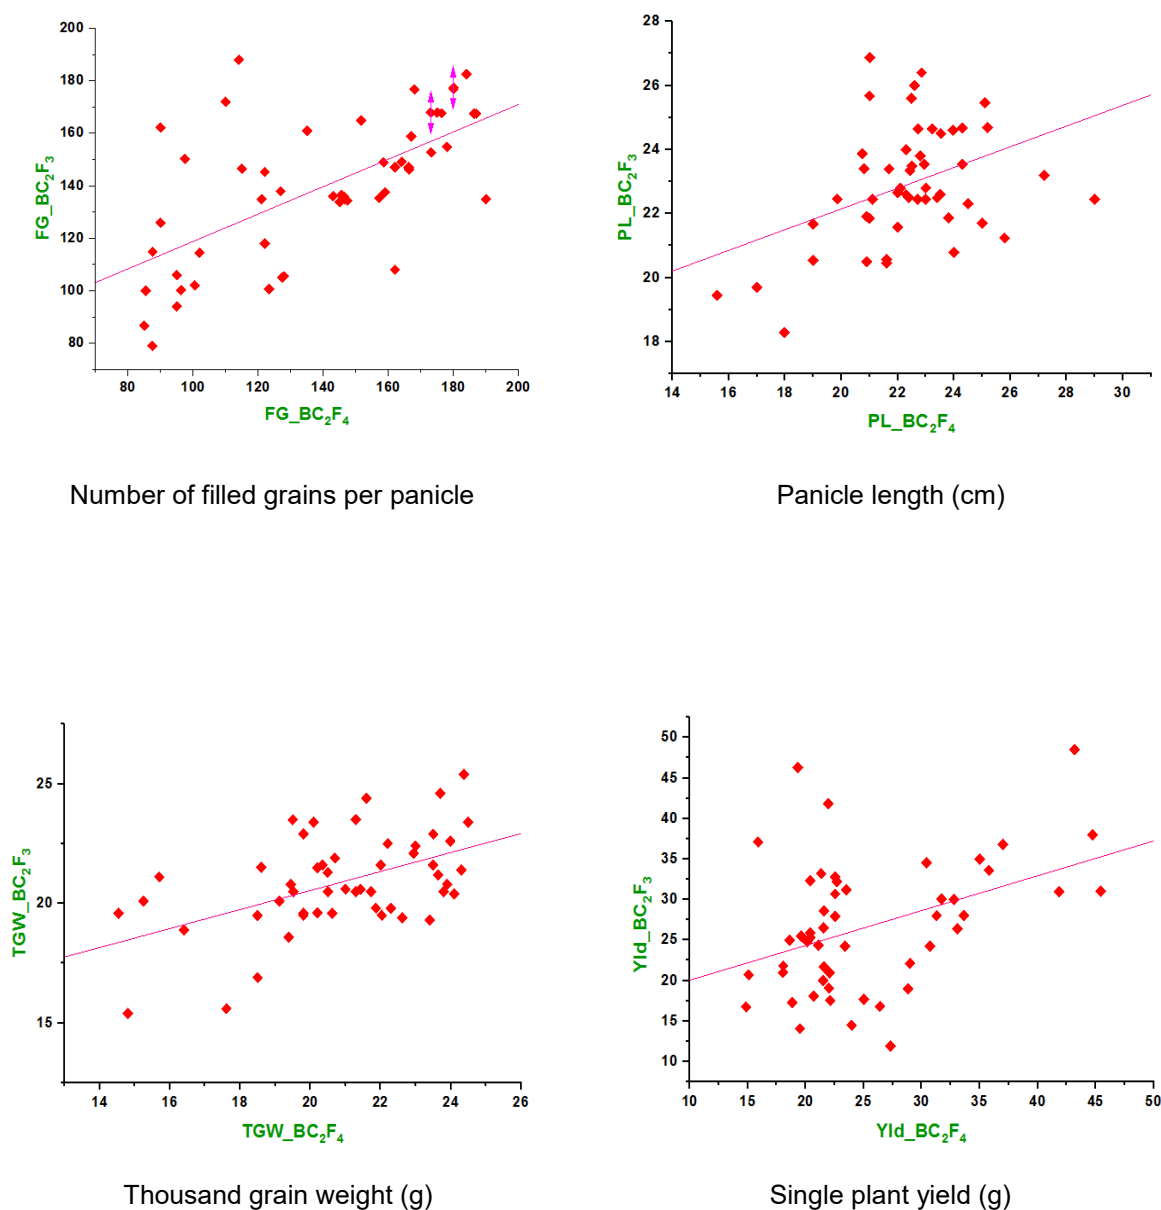 200
180
160
140
120
100
80
80 100 120 140 160 180 200
FG_BC₂F₃
FG_BC₂F₄
Number of filled grains per panicle
28
26
24
22
20
18
14 16 18 20 22 24 26 28 30
PL_BC₂F₃
PL_BC₂F₄
Panicle length (cm)
25
20
15
14 16 18 20 22 24 26
TGW_BC₂F₃
TGW_BC₂F₄
Thousand grain weight (g)
50
45
40
35
30
25
20
15
10
10 15 20 25 30 35 40 45 50
Yld_BC₂F₃
Yld_BC₂F₄
Single plant yield (g)